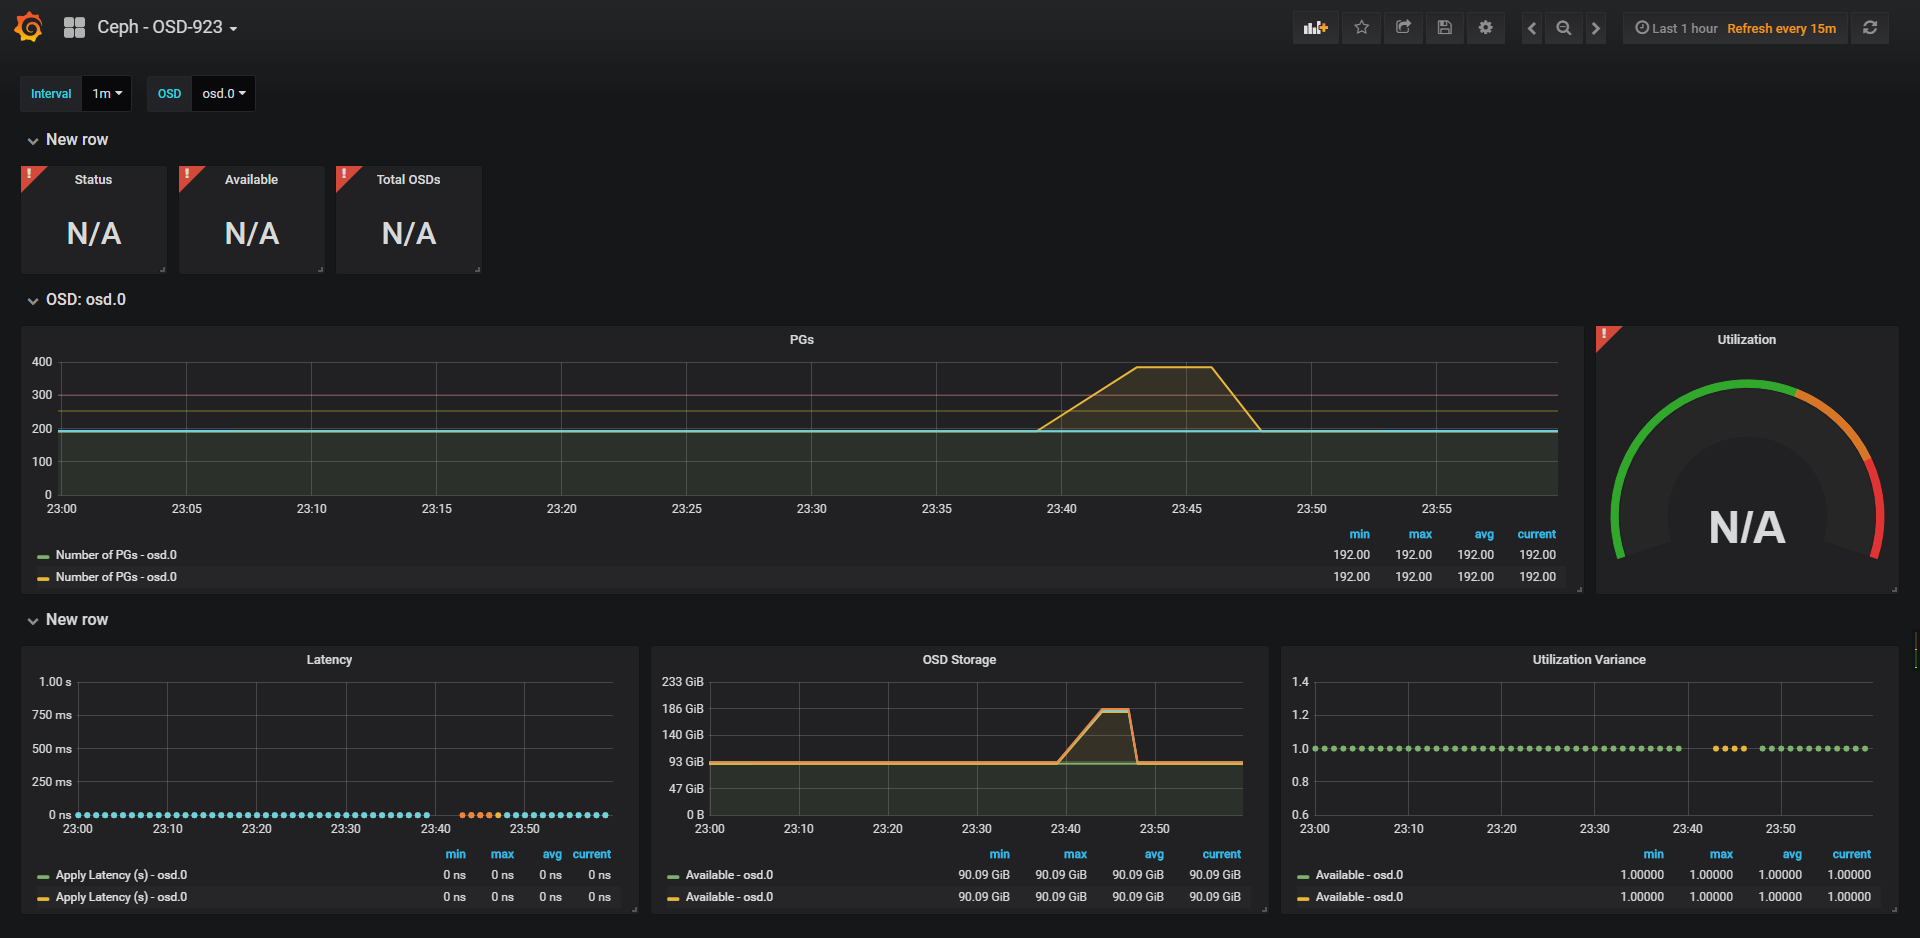 Ceph - OSD-923
Last 1 hour Refresh every 15m
Interval 1m OSD osd.0
New row
! Status ! Available ! Total OSDs
N/A N/A N/A
OSD: osd.0
PGs
400
300
200
100
0
23:00 23:05 23:10 23:15 23:20 23:25 23:30 23:35 23:40 23:45 23:50 23:55
min max avg current
Number of PGs - osd.0 192.00 192.00 192.00 192.00
Number of PGs - osd.0 192.00 192.00 192.00 192.00
! Utilization
N/A
New row
Latency
1.00 s
750 ms
500 ms
250 ms
0 ns
23:00 23:10 23:20 23:30 23:40 23:50
min max avg current
Apply Latency (s) - osd.0 0 ns 0 ns 0 ns 0 ns
Apply Latency (s) - osd.0 0 ns 0 ns 0 ns 0 ns
OSD Storage
233 GiB
186 GiB
140 GiB
93 GiB
47 GiB
0 B
23:00 23:10 23:20 23:30 23:40 23:50
min max avg current
Available - osd.0 90.09 GiB 90.09 GiB 90.09 GiB 90.09 GiB
Available - osd.0 90.09 GiB 90.09 GiB 90.09 GiB 90.09 GiB
Utilization Variance
1.4
1.2
1.0
0.8
0.6
23:00 23:10 23:20 23:30 23:40 23:50
min max avg current
Available - osd.0 1.00000 1.00000 1.00000 1.00000
Available - osd.0 1.00000 1.00000 1.00000 1.00000